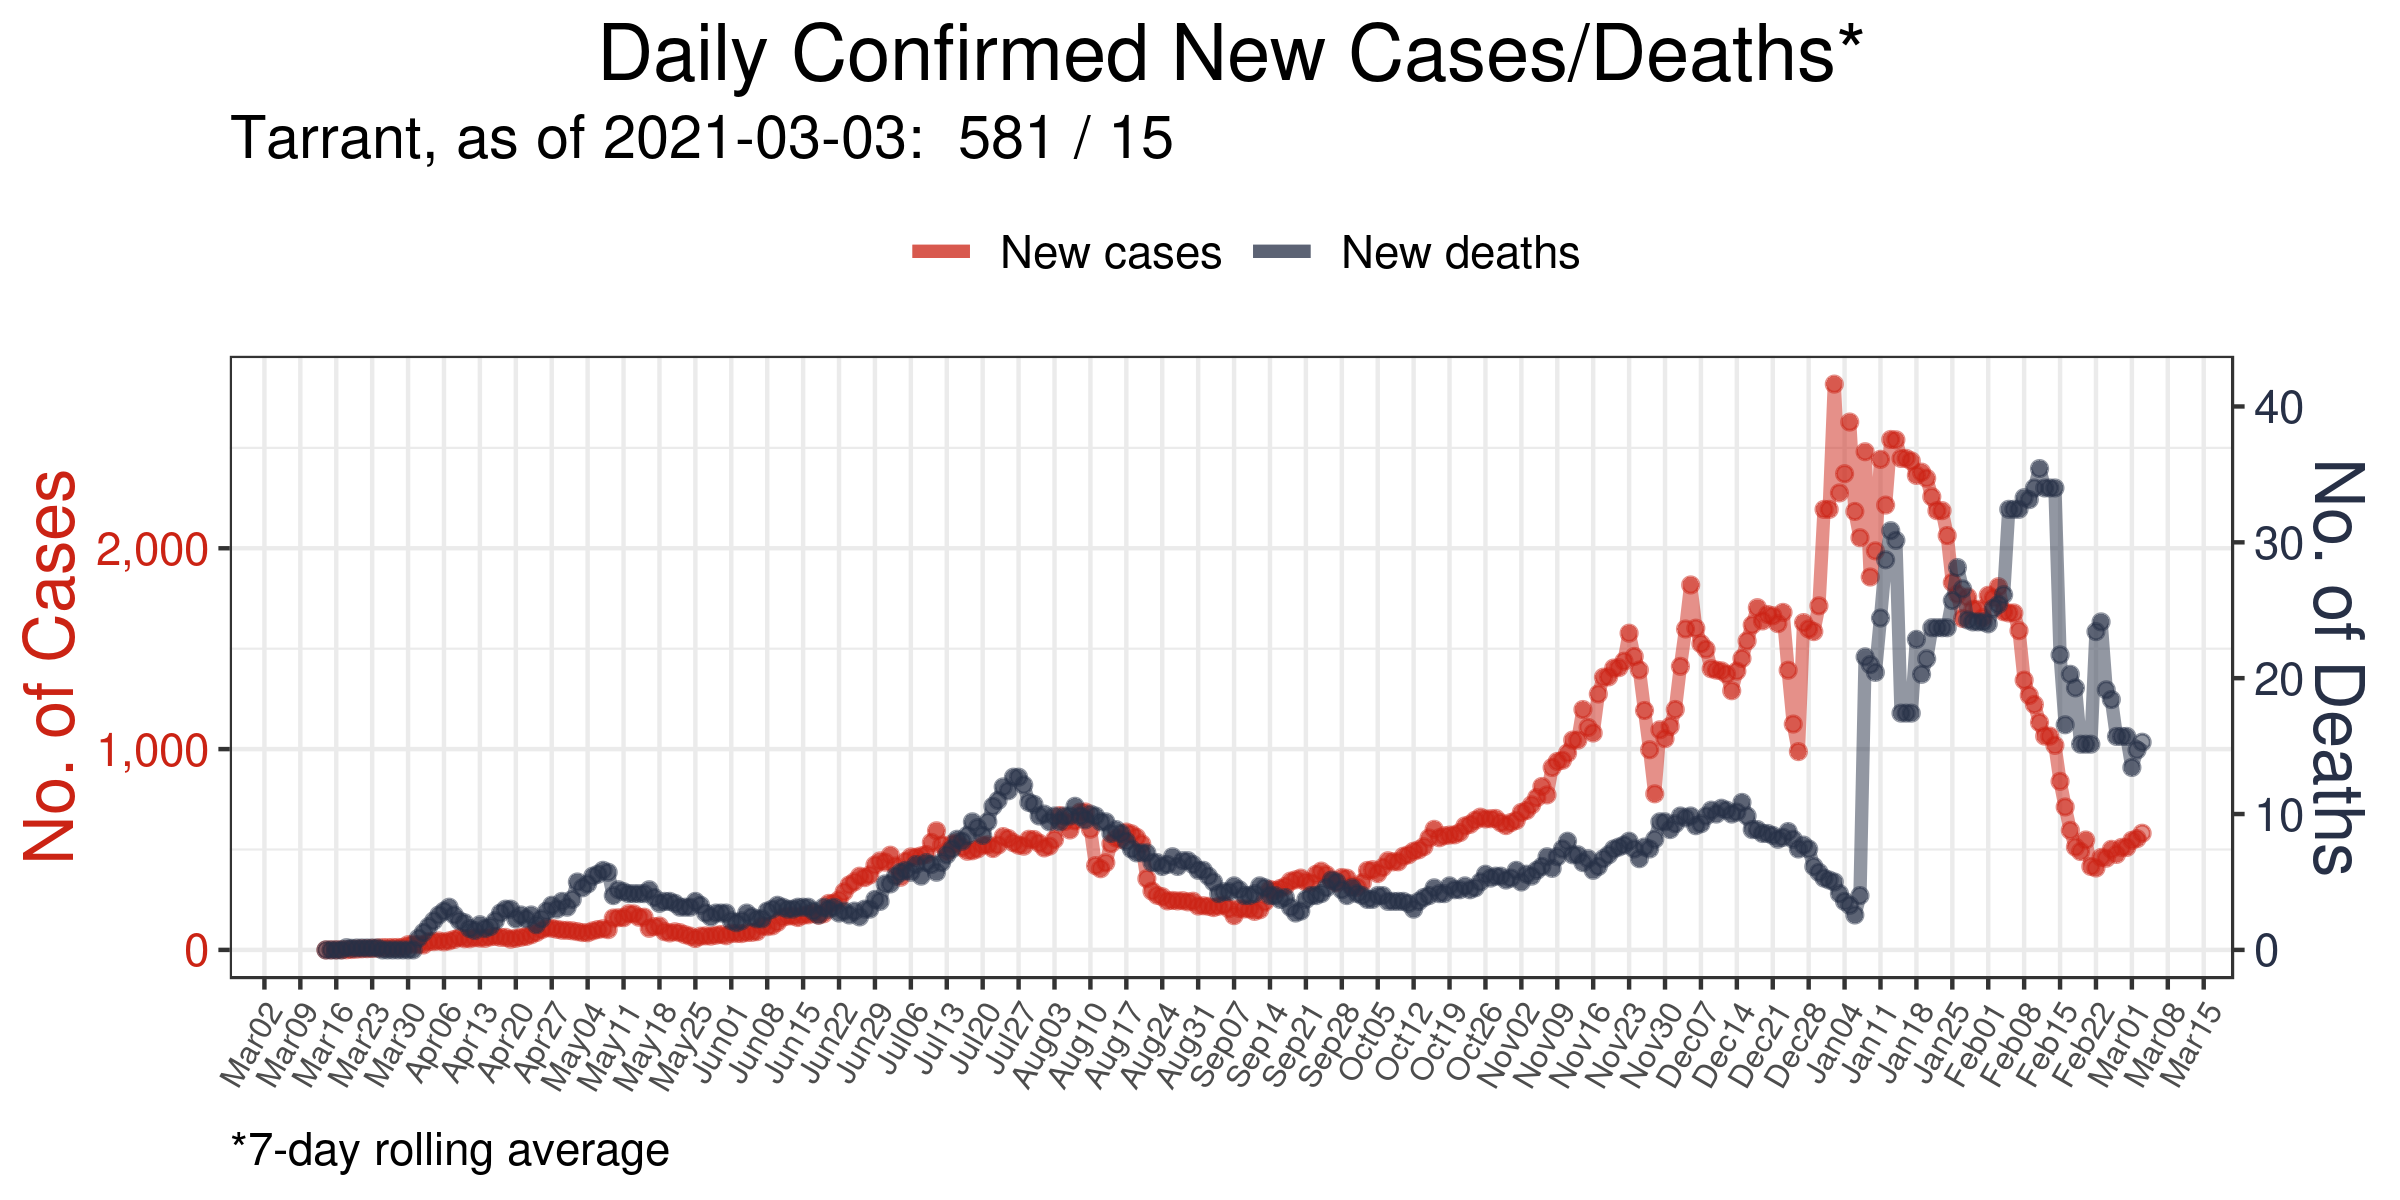 Daily Confirmed New Cases/Deaths*
Tarrant, as of 2021-03-03:  581 / 15
New cases
New deaths
No. of Cases
2,000
1,000
0
40
30
20
10
0
No. of Deaths
Mar02
Mar09
Mar16
Mar23
Mar30
Apr06
Apr13
Apr20
Apr27
May04
May11
May18
May25
Jun01
Jun08
Jun15
Jun22
Jun29
Jul06
Jul13
Jul20
Jul27
Aug03
Aug10
Aug17
Aug24
Aug31
Sep07
Sep14
Sep21
Sep28
Oct05
Oct12
Oct19
Oct26
Nov02
Nov09
Nov16
Nov23
Nov30
Dec07
Dec14
Dec21
Dec28
Jan04
Jan11
Jan18
Jan25
Feb01
Feb08
Feb15
Feb22
Mar01
Mar08
Mar15
*7-day rolling average